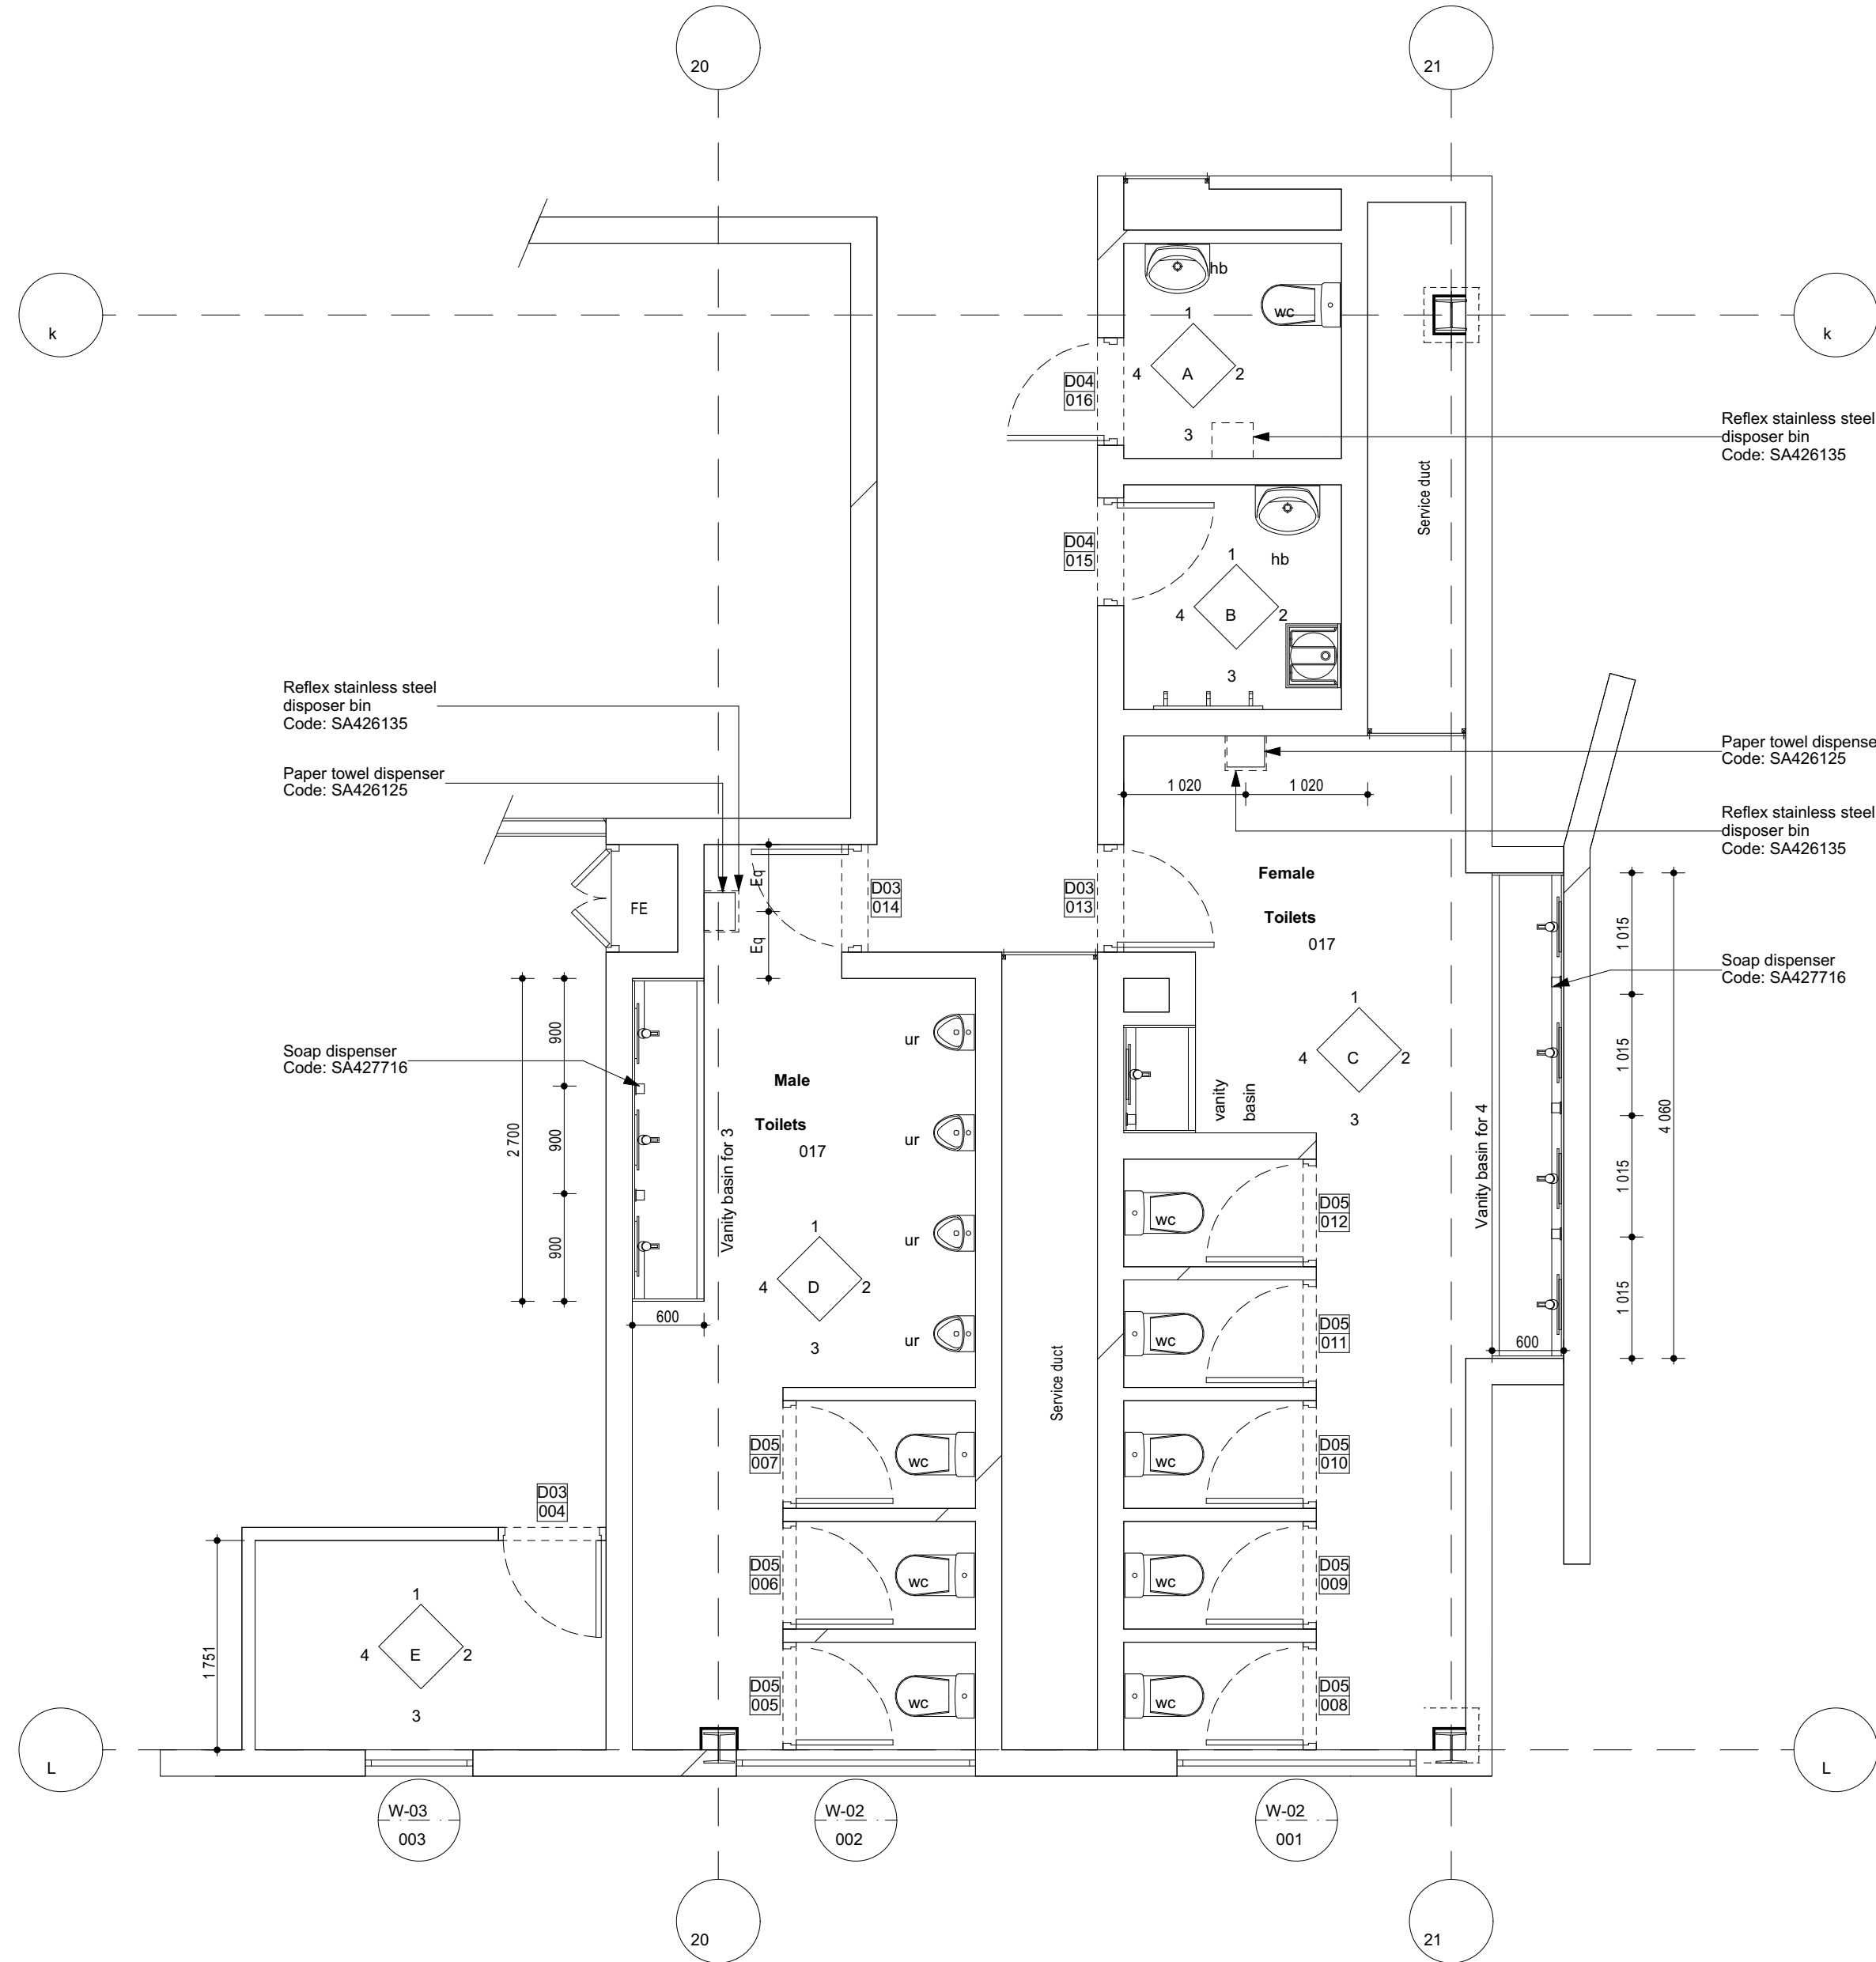 20
21
k
k
hb
wc
1
A
2
3
4
D04
016
Reflex stainless steel
disposer bin
Code: SA426135
Service duct
D04
015
hb
1
B
2
3
4
Reflex stainless steel
disposer bin
Code: SA426135
Paper towel dispenser
Code: SA426125
Paper towel dispense
Code: SA426125
1 020
1 020
Reflex stainless steel
disposer bin
Code: SA426135
FE
Eq
Eq
D03
014
D03
013
Female
Toilets
017
Soap dispenser
Code: SA427716
Soap dispenser
Code: SA427716
2 700
900
900
900
600
Vanity basin for 3
Male
Toilets
017
ur
ur
ur
ur
1
D
2
3
4
vanity
basin
1
C
2
3
4
Vanity basin for 4
1 015
1 015
1 015
1 015
4 060
600
Service duct
wc
D05
012
wc
D05
011
D05
007
wc
wc
D05
010
D05
006
wc
wc
D05
009
D05
005
wc
wc
D05
008
D03
004
1 751
1
E
2
3
4
L
L
W-03
003
W-02
002
W-02
001
20
21